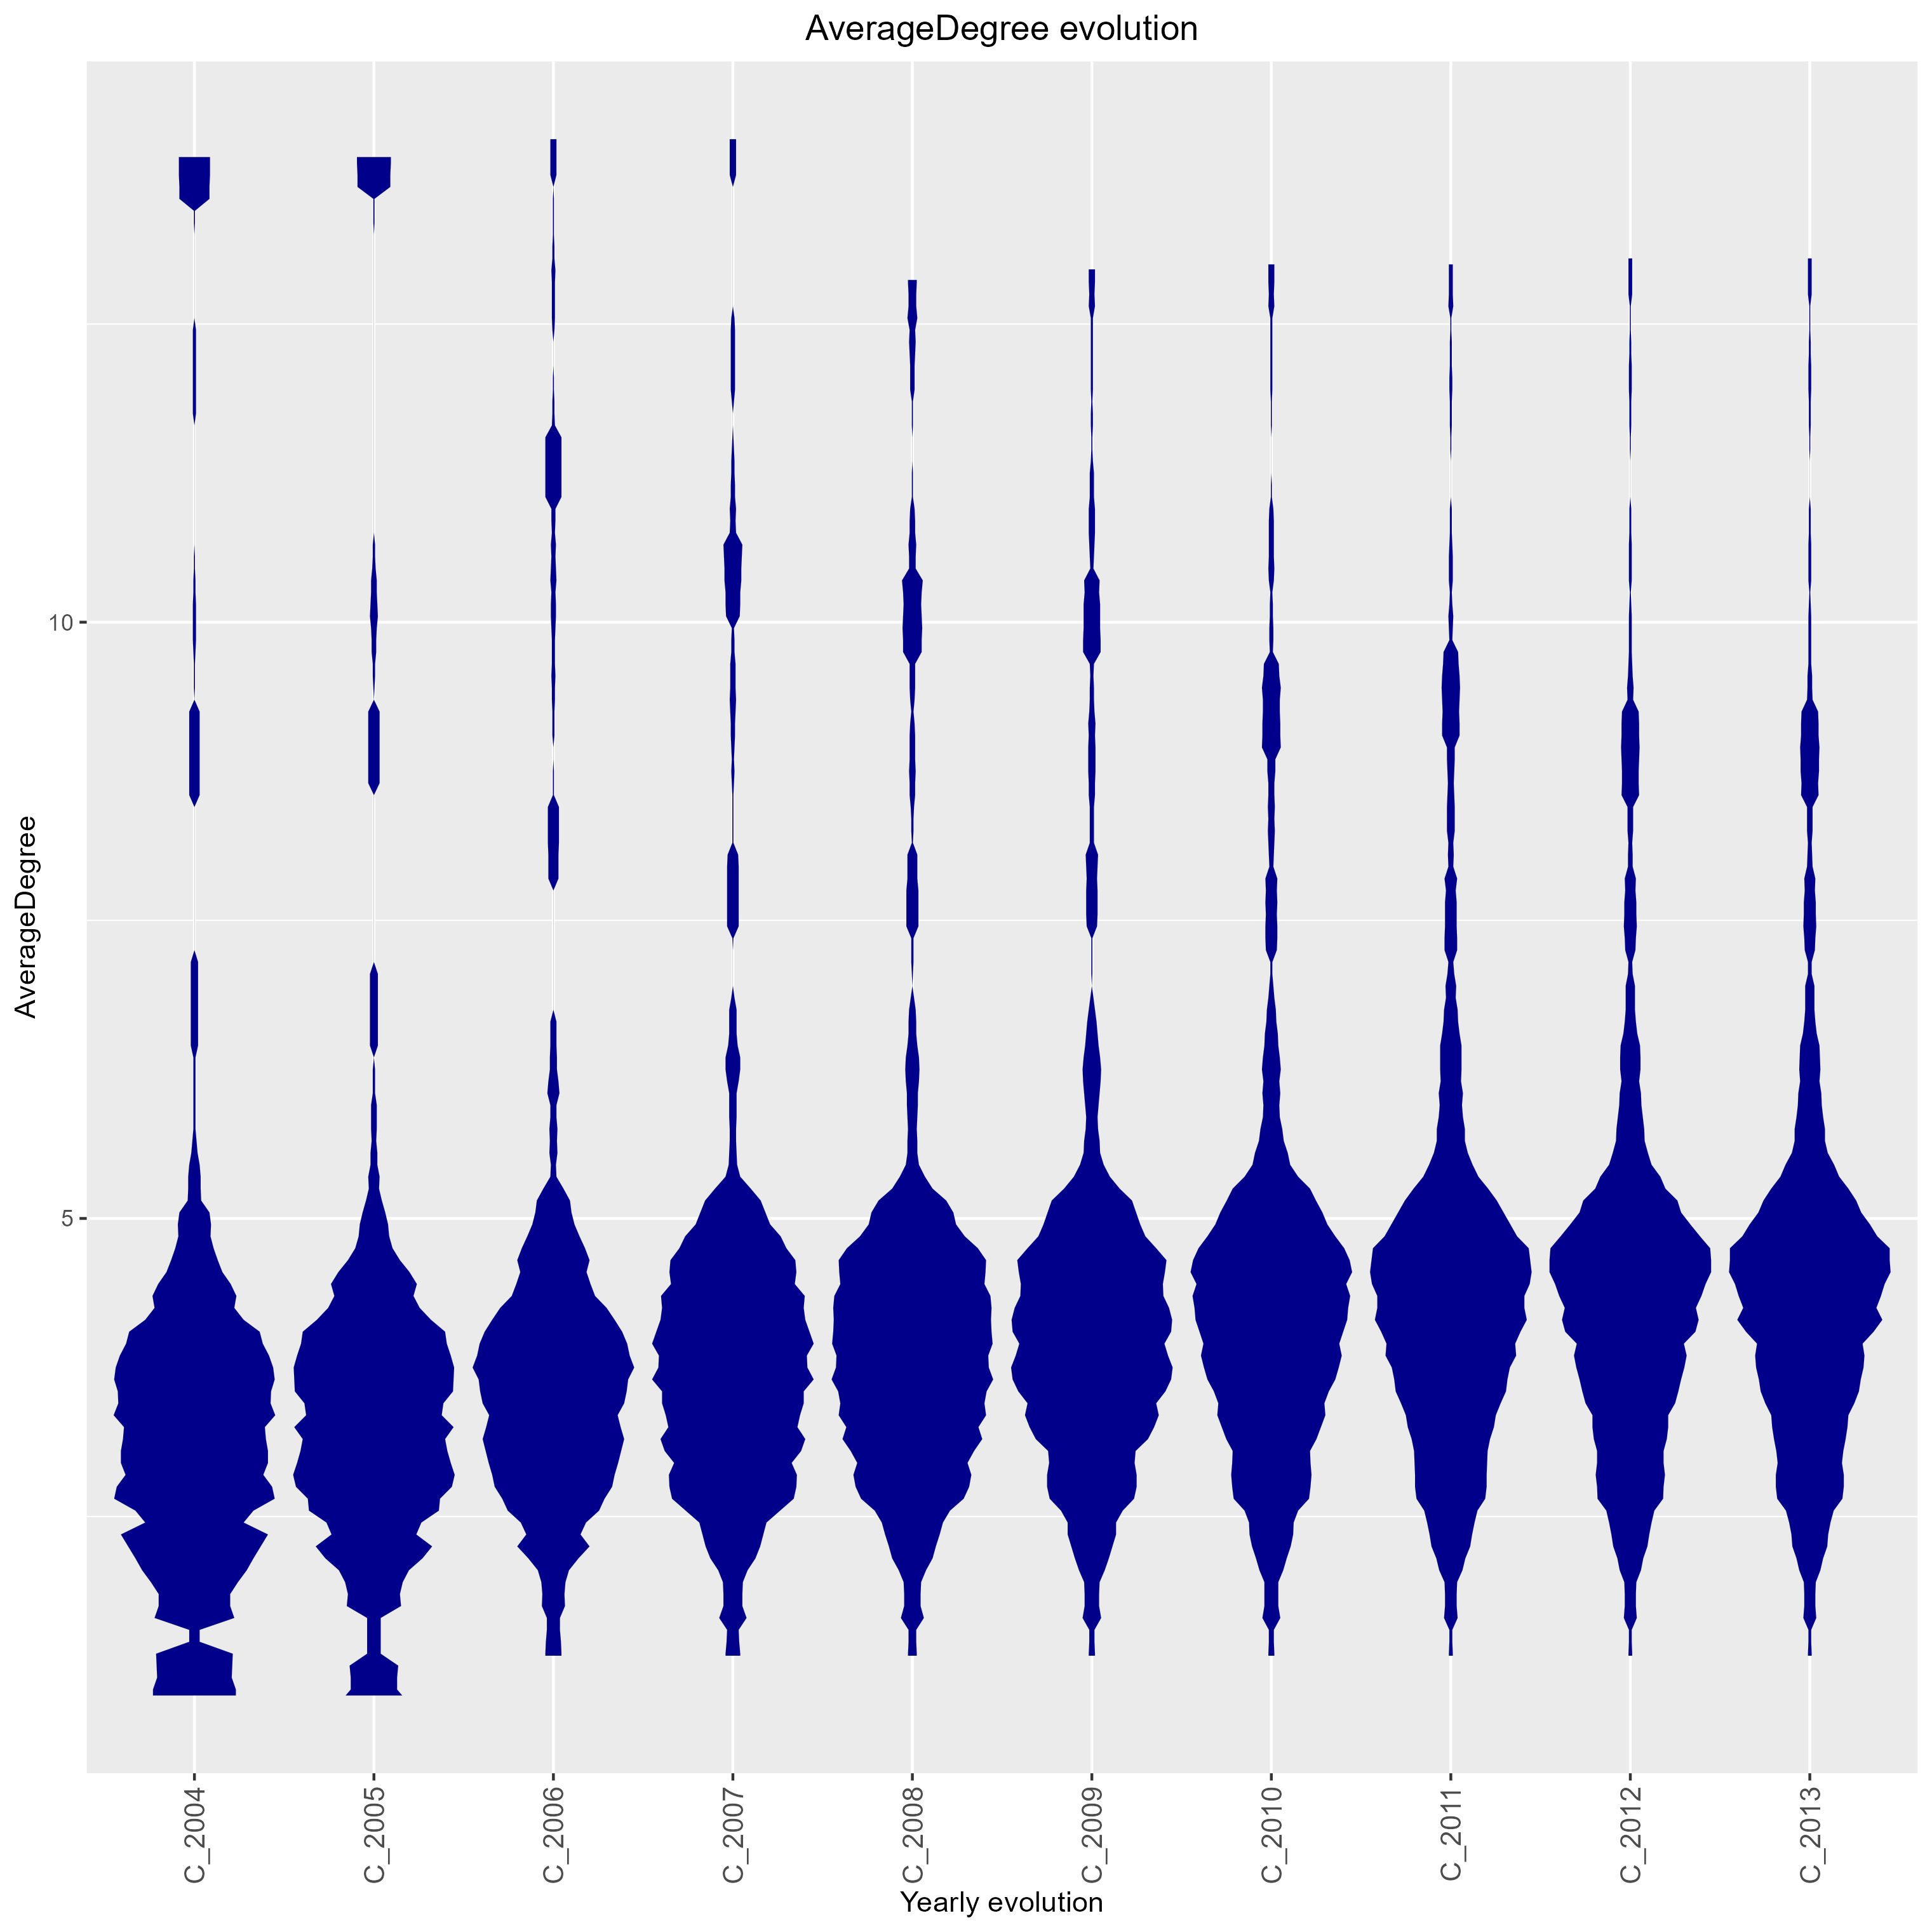 AverageDegree evolution
AverageDegree
10
5
C_2004
C_2005
C_2006
C_2007
C_2008
C_2009
C_2010
C_2011
C_2012
C_2013
Yearly evolution